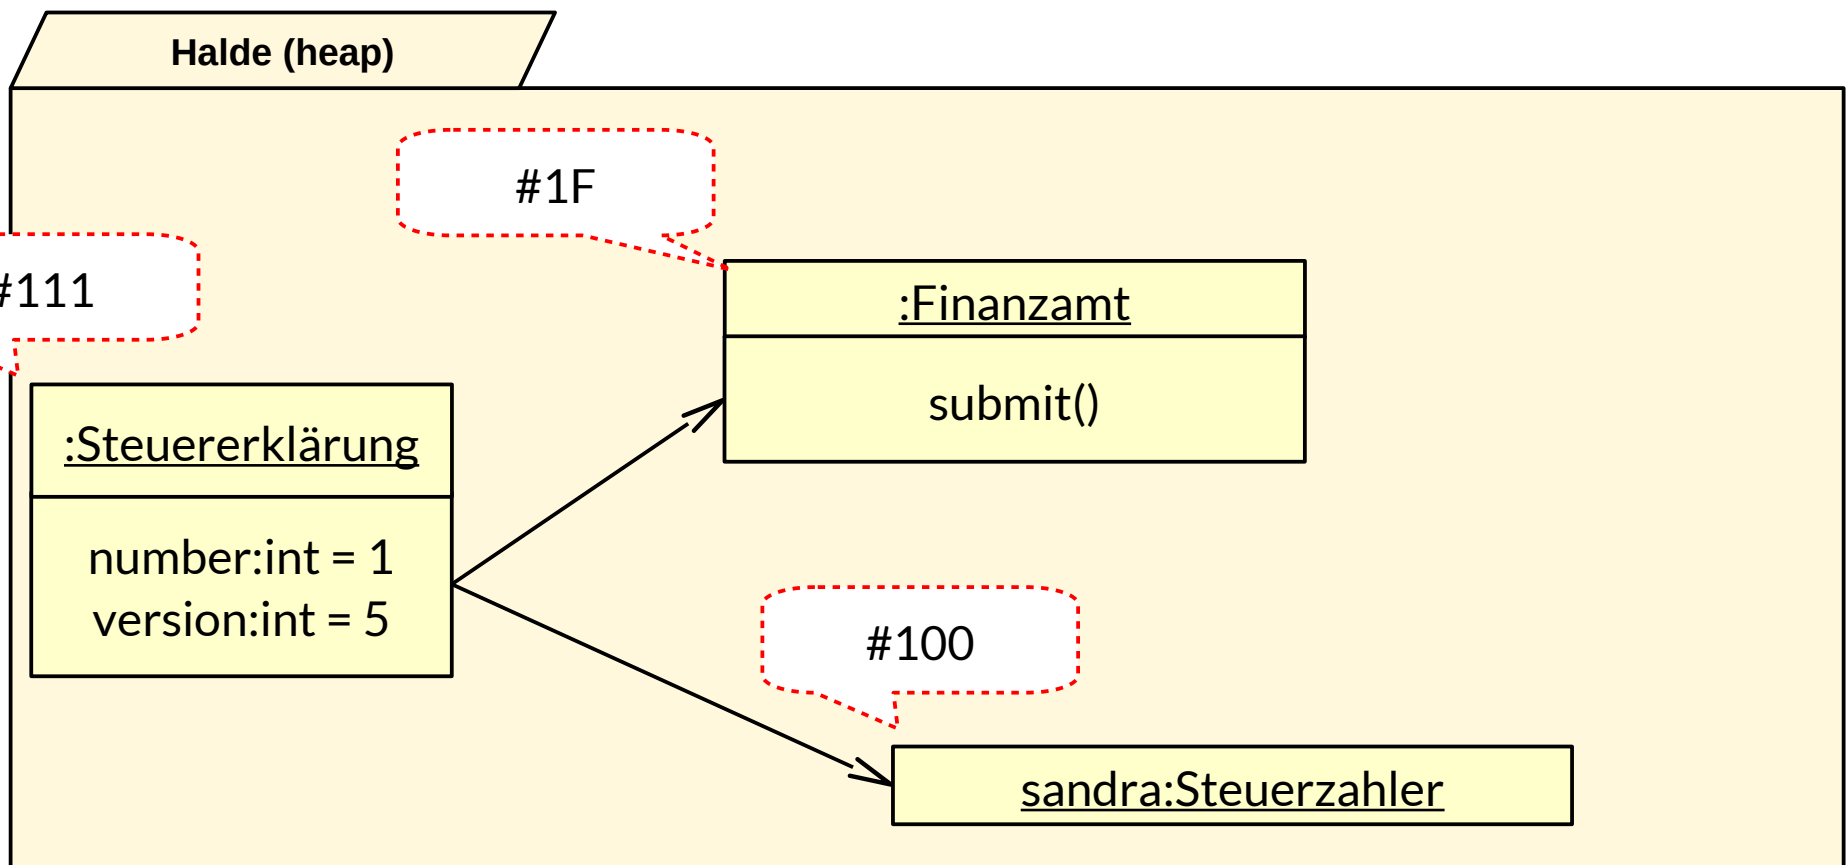 Halde (heap)
#1F
#111
:Finanzamt
submit()
:Steuererklärung
number:int = 1
version:int = 5
#100
sandra:Steuerzahler